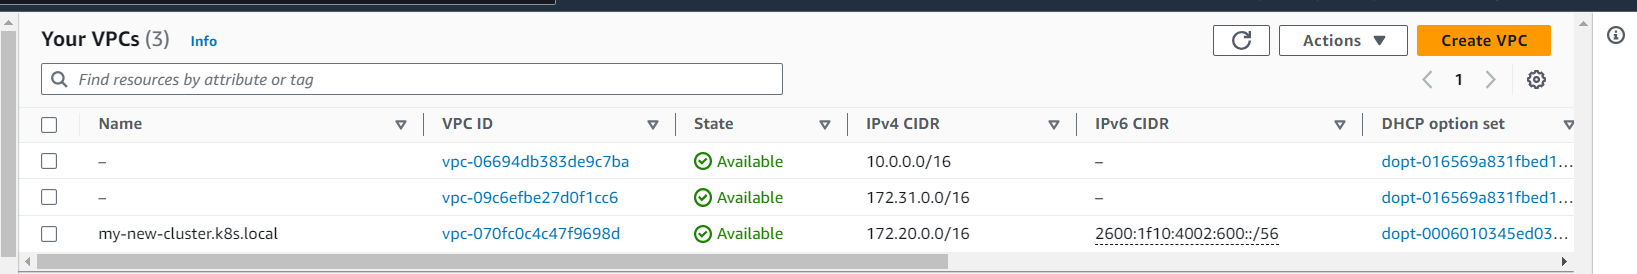 Your VPCs (3) Info
Actions
Create VPC
Find resources by attribute or tag
1
Name VPC ID State IPv4 CIDR IPv6 CIDR DHCP option set
– vpc-06694db383de9c7ba Available 10.0.0.0/16 – dopt-016569a831fbed1...
– vpc-09c6efbe27d0f1cc6 Available 172.31.0.0/16 – dopt-016569a831fbed1...
my-new-cluster.k8s.local vpc-070fc0c4c47f9698d Available 172.20.0.0/16 2600:1f10:4002:600::/56 dopt-0006010345ed03...